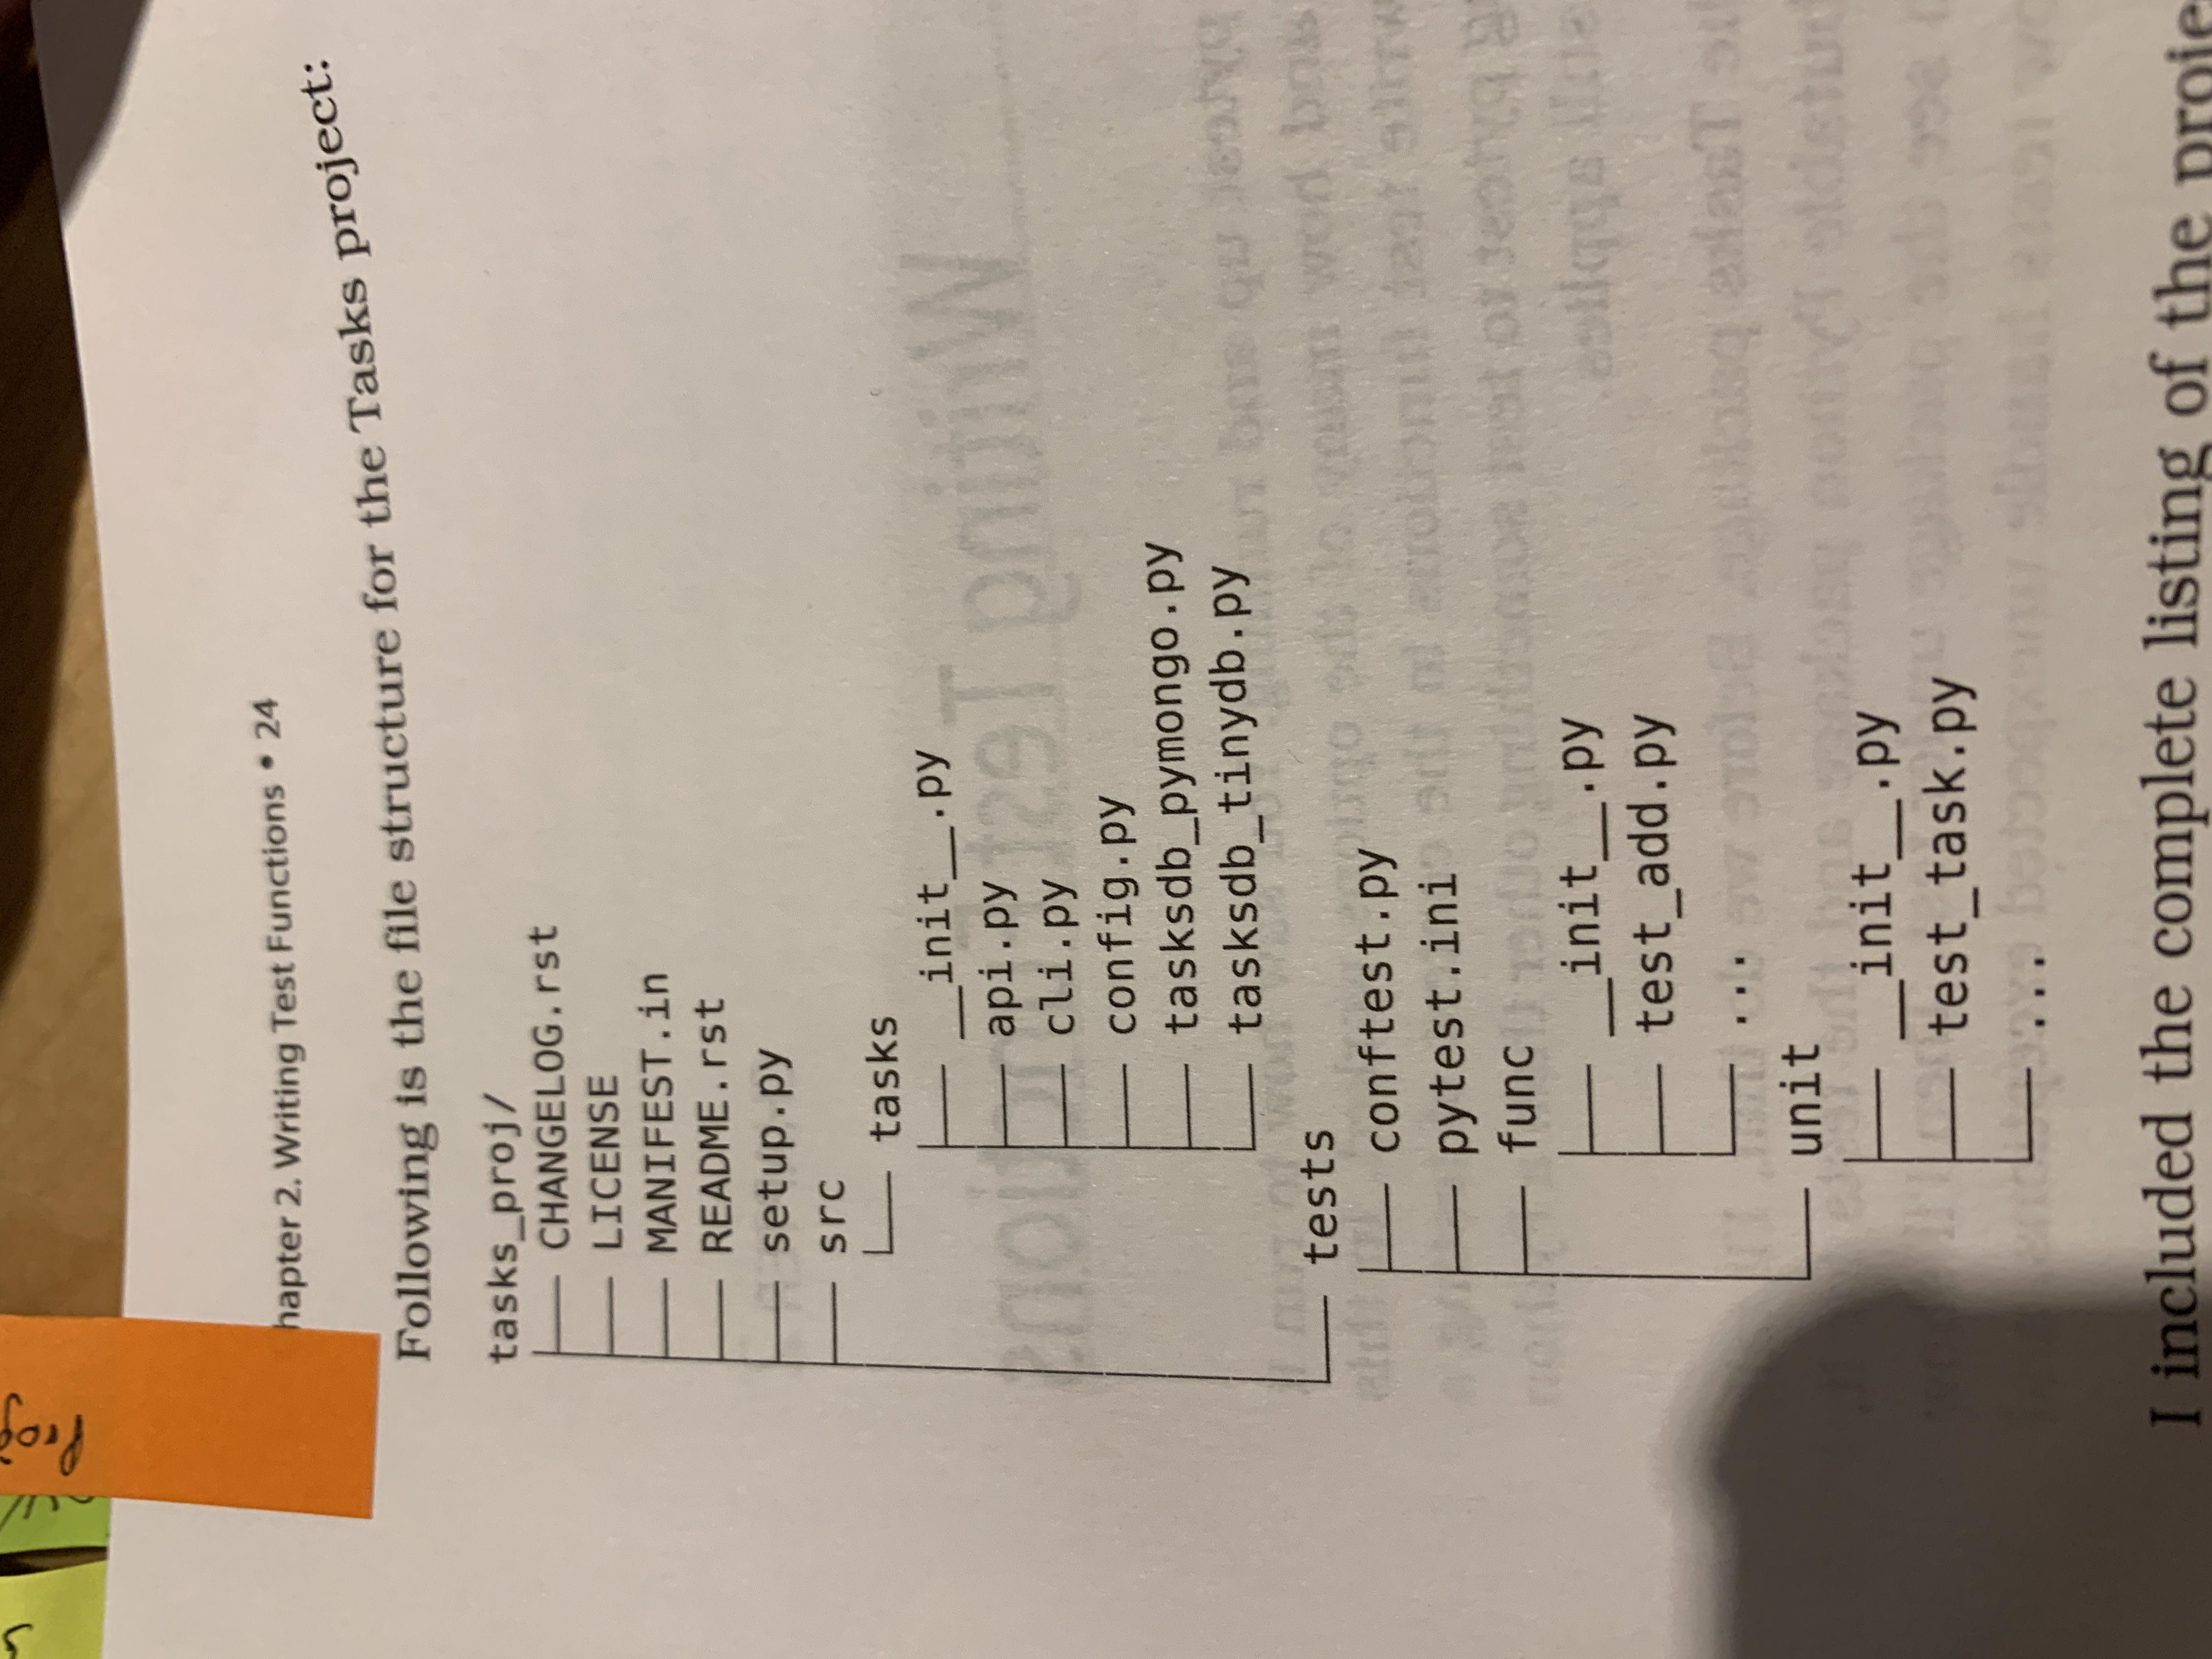 Prog
hapter 2. Writing Test Functions • 24
Following is the file structure for the Tasks project:
tasks_proj/
├── CHANGELOG.rst
├── LICENSE
├── MANIFEST.in
├── README.rst
├── setup.py
├── src
│   └── tasks
│       ├── __init__.py
│       ├── api.py
│       ├── cli.py
│       ├── config.py
│       ├── tasksdb_pymongo.py
│       └── tasksdb_tinydb.py
└── tests
    ├── conftest.py
    ├── pytest.ini
    ├── func
    │   ├── __init__.py
    │   ├── test_add.py
    │   └── ...
    └── unit
        ├── __init__.py
        ├── test_task.py
        └── ...
I included the complete listing of the proje